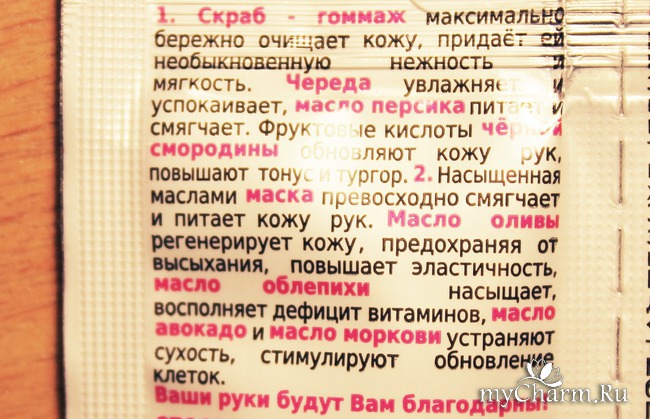 1. Скраб - гоммаж максимально
бережно очищает кожу, придаёт ей
необыкновенную нежность и
мягкость. Череда увлажняет и
успокаивает, масло персика питает и
смягчает. Фруктовые кислоты чёрной
смородины обновляют кожу рук,
повышают тонус и тургор. 2. Насыщенная
маслами маска превосходно смягчает
и питает кожу рук. Масло оливы
регенерирует кожу, предохраняя от
высыхания, повышает эластичность,
масло облепихи насыщает,
восполняет дефицит витаминов, масло
авокадо и масло моркови устраняют
сухость, стимулируют обновление
клеток.
Ваши руки будут Вам благодарны
myCharm.Ru